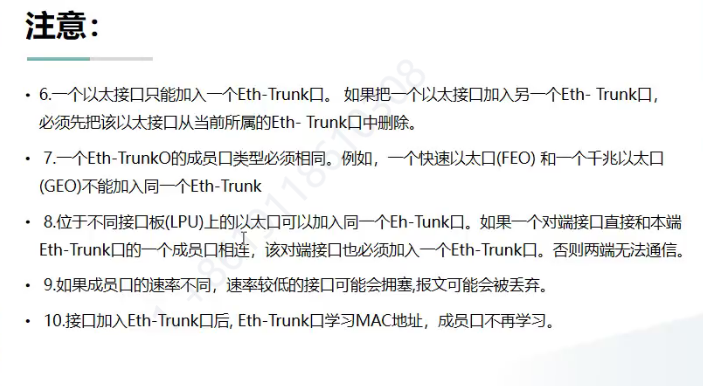 注意：
• 6.一个以太接口只能加入一个Eth-Trunk口。 如果把一个以太接口加入另一个Eth- Trunk口，
必须先把该以太接口从当前所属的Eth- Trunk口中删除。
• 7.一个Eth-TrunkO的成员口类型必须相同。例如，一个快速以太口(FEO) 和一个千兆以太口
(GEO)不能加入同一个Eth-Trunk
• 8.位于不同接口板(LPU)上的以太口可以加入同一个Eh-Tunk口。如果一个对端接口直接和本端
Eth-Trunk口的一个成员口相连，该对端接口也必须加入一个Eth-Trunk口。否则两端无法通信。
• 9.如果成员口的速率不同，速率较低的接口可能会拥塞,报文可能会被丢弃。
• 10.接口加入Eth-Trunk口后, Eth-Trunk口学习MAC地址，成员口不再学习。